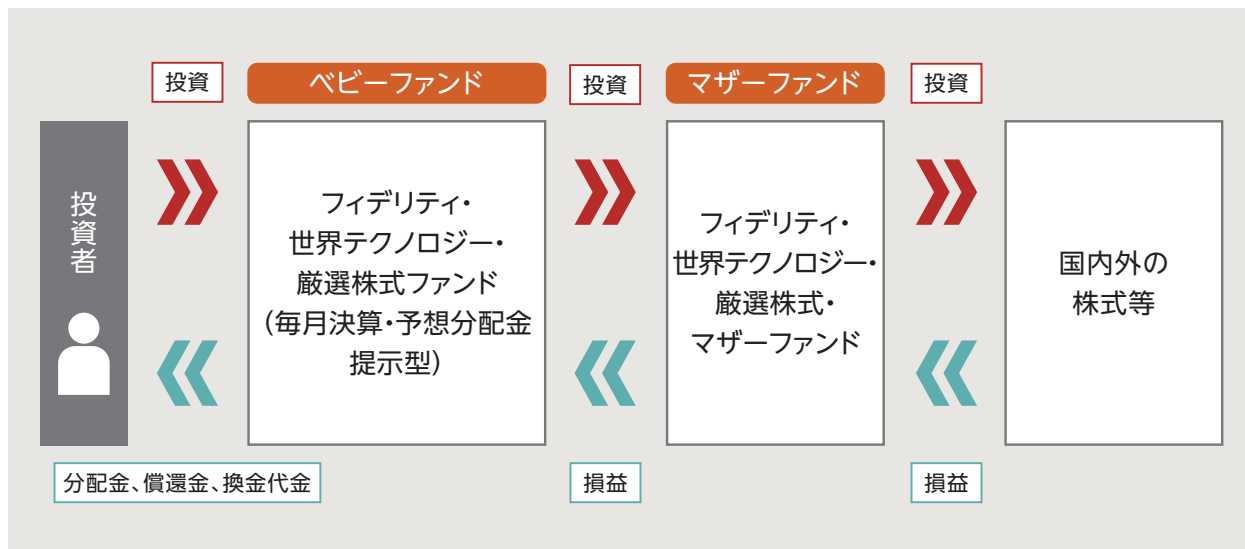 投資
ベビーファンド
投資
マザーファンド
投資
投資者
フィデリティ・
世界テクノロジー・
厳選株式ファンド
(毎月決算・予想分配金
提示型)
フィデリティ・
世界テクノロジー・
厳選株式・
マザーファンド
国内外の
株式等
分配金、償還金、換金代金
損益
損益